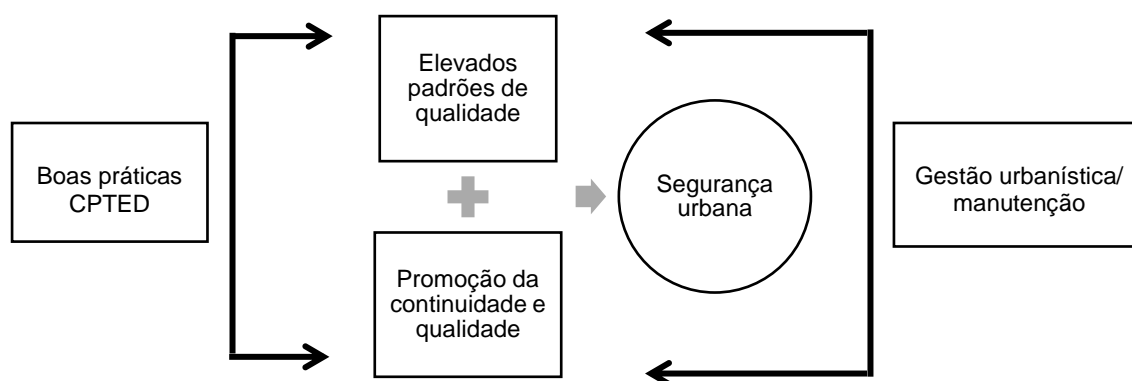 Elevados
padrões de
qualidade
Boas práticas
CPTED
Segurança
urbana
Gestão urbanística/
manutenção
Promoção da
continuidade e
qualidade